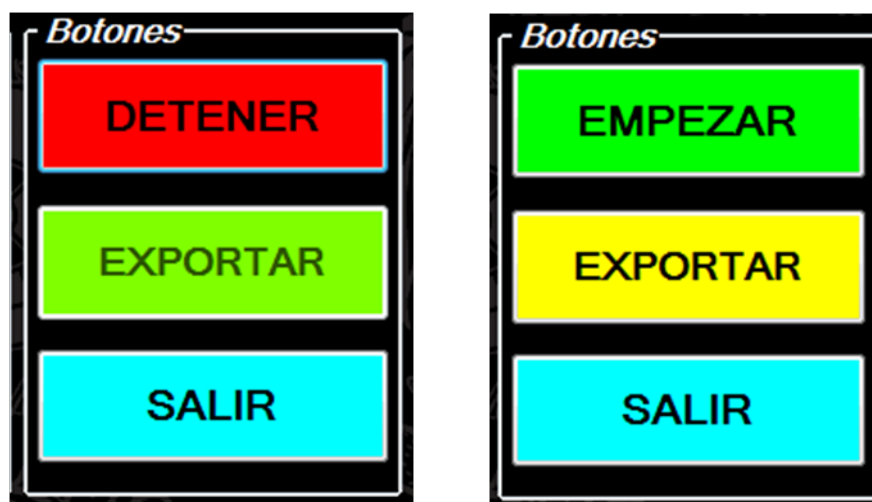 Botones
DETENER
EXPORTAR
SALIR
Botones
EMPEZAR
EXPORTAR
SALIR